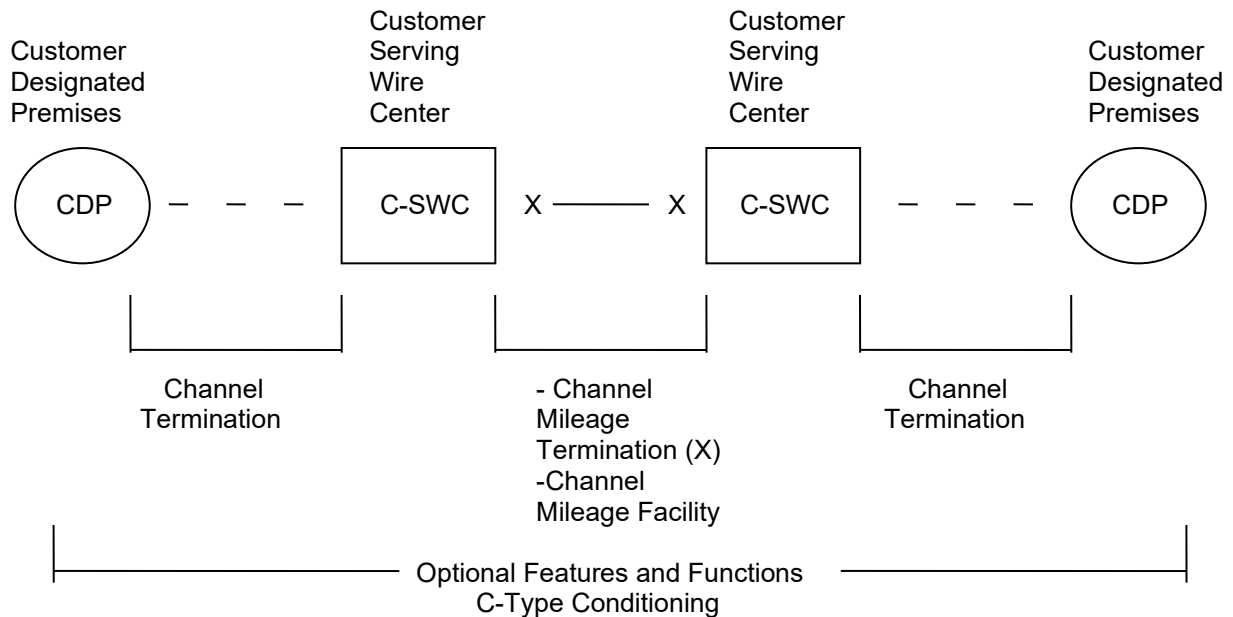 Customer
Designated
Premises
Customer
Serving
Wire
Center
Customer
Serving
Wire
Center
Customer
Designated
Premises
CDP
C-SWC
X
X
C-SWC
CDP
Channel
Termination
- Channel
Mileage
Termination (X)
-Channel
Mileage Facility
Channel
Termination
Optional Features and Functions
C-Type Conditioning